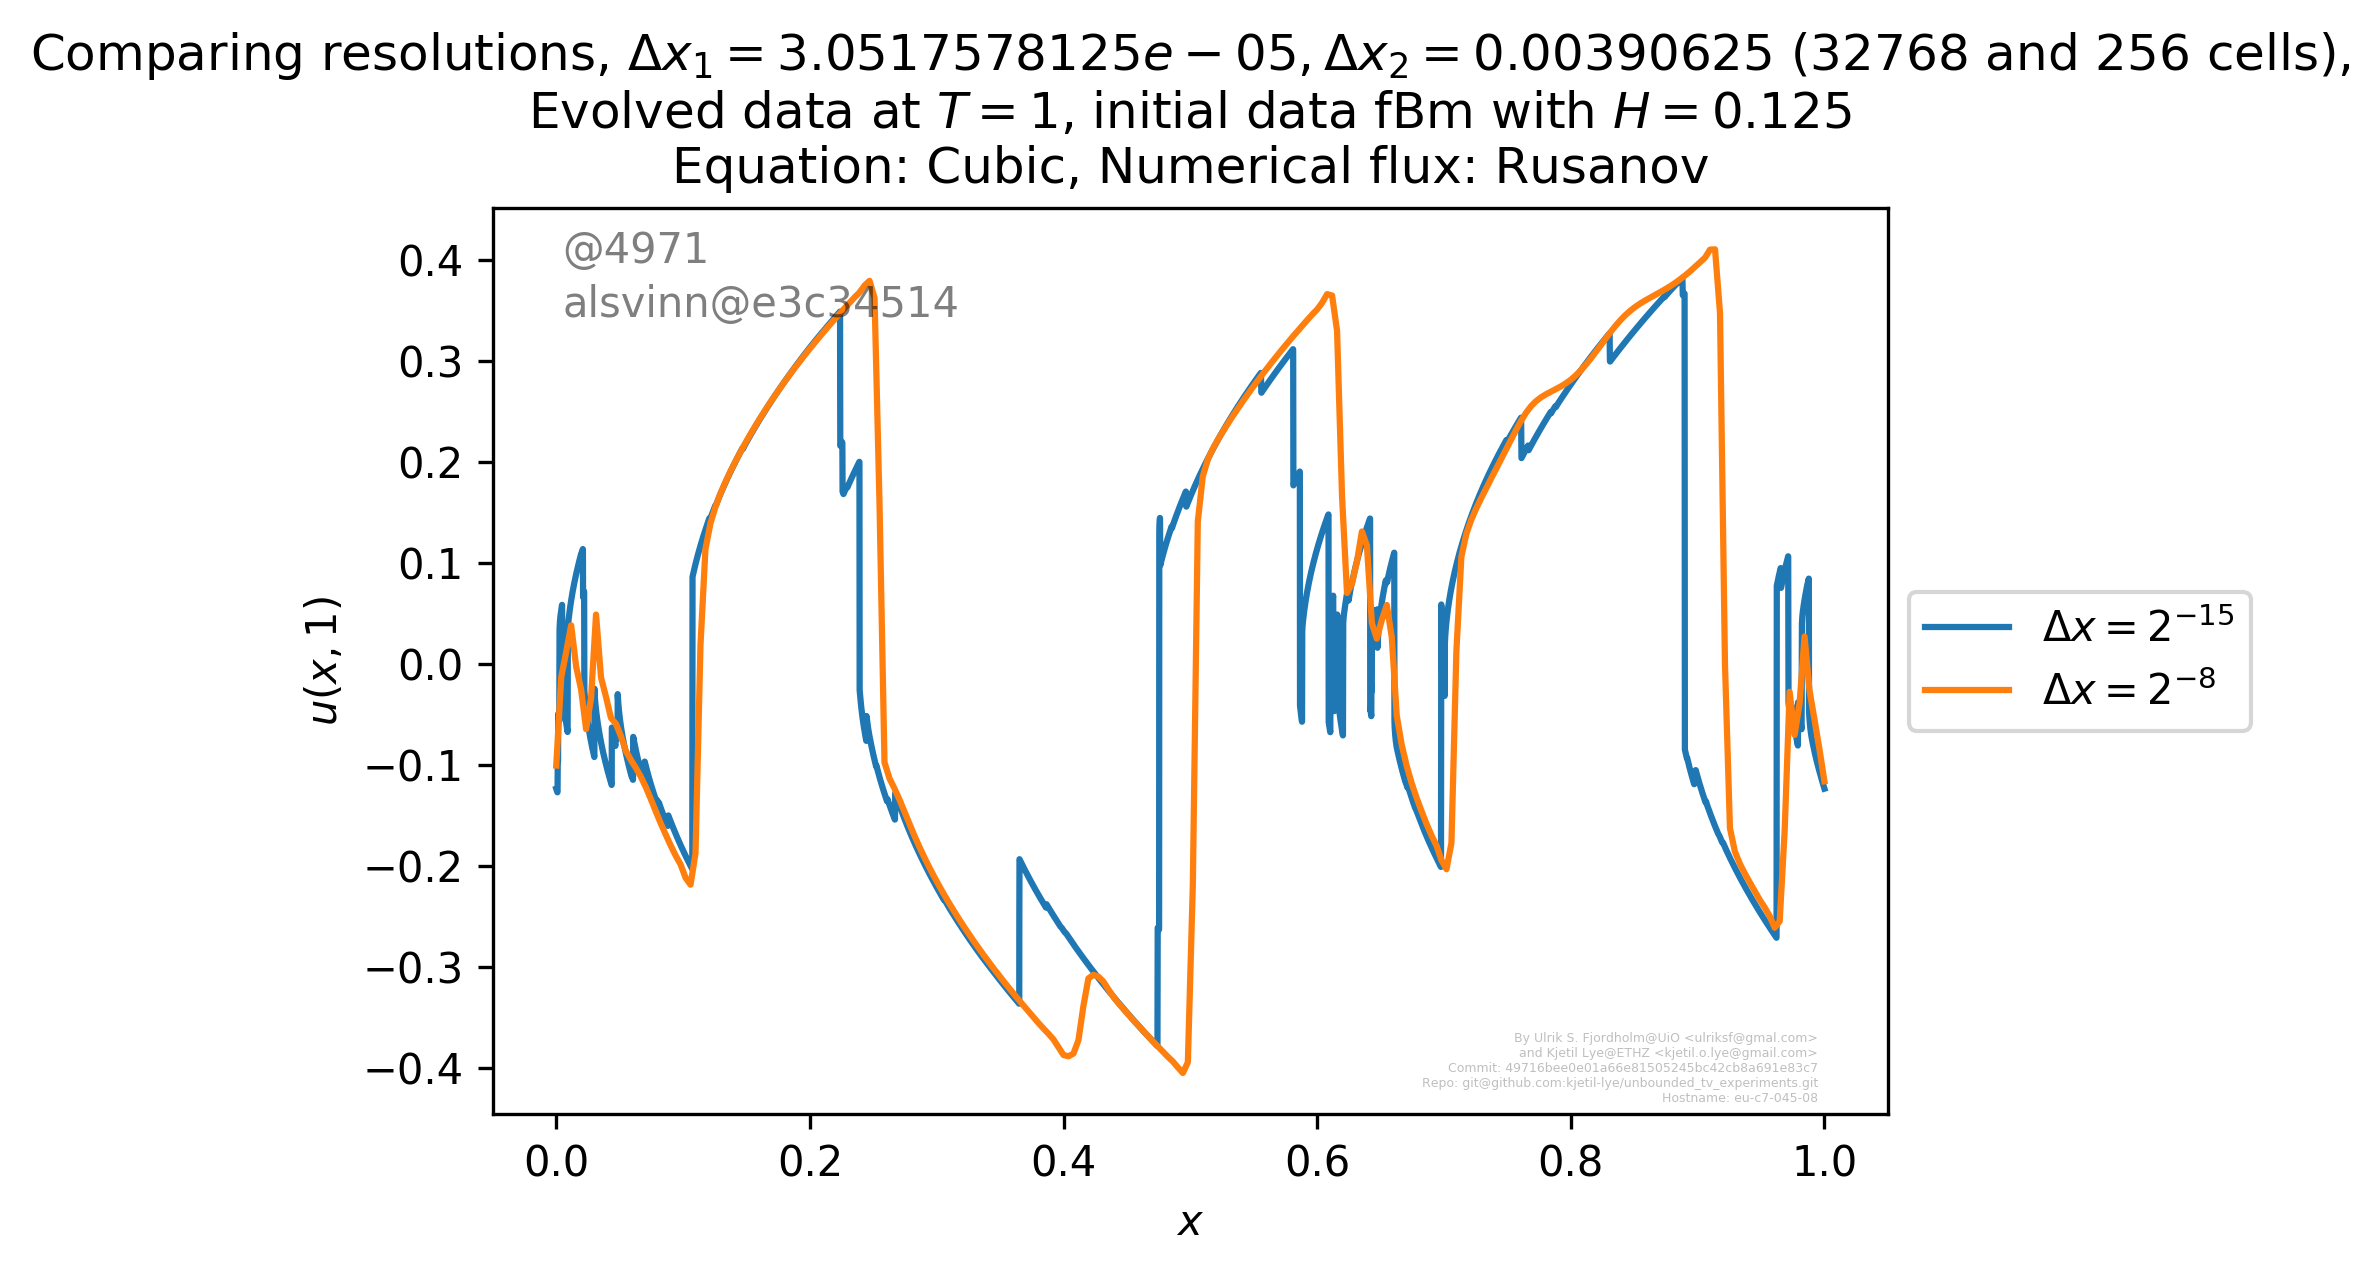 Comparing resolutions, Δx₁ = 3.0517578125e − 05, Δx₂ = 0.00390625 (32768 and 256 cells),
Evolved data at T = 1, initial data fBm with H = 0.125
Equation: Cubic, Numerical flux: Rusanov
@4971
alsvinn@e3c34514
0.4
0.3
0.2
0.1
0.0
−0.1
−0.2
−0.3
−0.4
u(x, 1)
Δx = 2⁻¹⁵
Δx = 2⁻⁸
By Ulrik S. Fjordholm@UiO <ulriksf@gmal.com>
and Kjetil Lye@ETHZ <kjetil.o.lye@gmail.com>
Commit: 49716bee0e01a66e81505245bc42cb8a691e83c7
Repo: git@github.com:kjetil-lye/unbounded_tv_experiments.git
Hostname: eu-c7-045-08
0.0 0.2 0.4 0.6 0.8 1.0
x